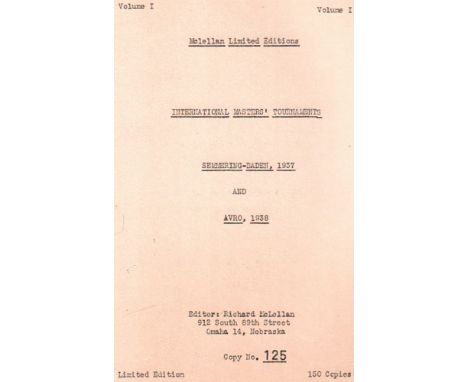 Volume I
Volume I
McLellan Limited Editions
INTERNATIONAL MASTERS' TOURNAMENTS
SEMMERING-BADEN, 1937
AND
AVRO, 1938
Editor: Richard McLellan
912 South 89th Street
Omaha 14, Nebraska
Copy No. 125
Limited Edition
150 Copies